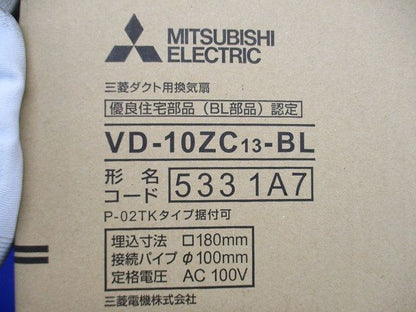 MITSUBISHI
ELECTRIC
三菱ダクト用換気扇
優良住宅部品（BL部品）認定
VD-10ZC13-BL
形名
コード 533 1A7
P-02TKタイプ据付可
埋込寸法 □180mm
接続パイプ φ100mm
定格電圧 AC 100V
三菱電機株式会社